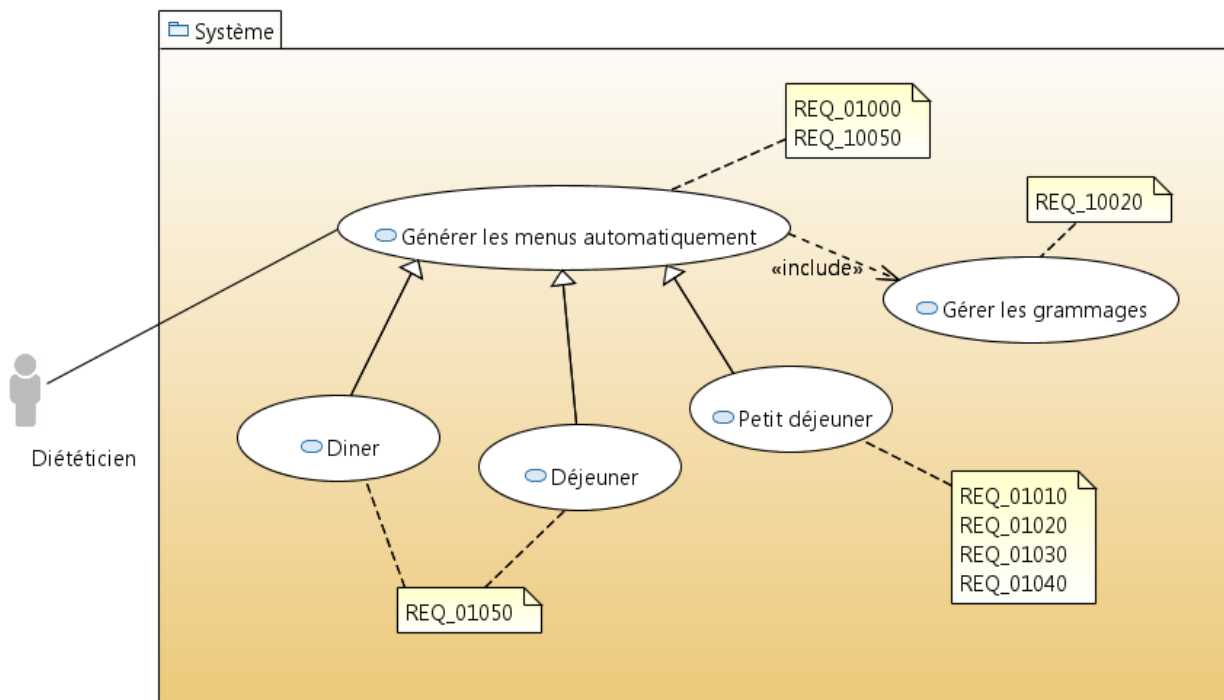 Système
REQ_01000
REQ_10050
REQ_10020
Générer les menus automatiquement
«include»
Gérer les grammages
Petit déjeuner
Diner
Diététicien
Déjeuner
REQ_01010
REQ_01020
REQ_01030
REQ_01040
REQ_01050